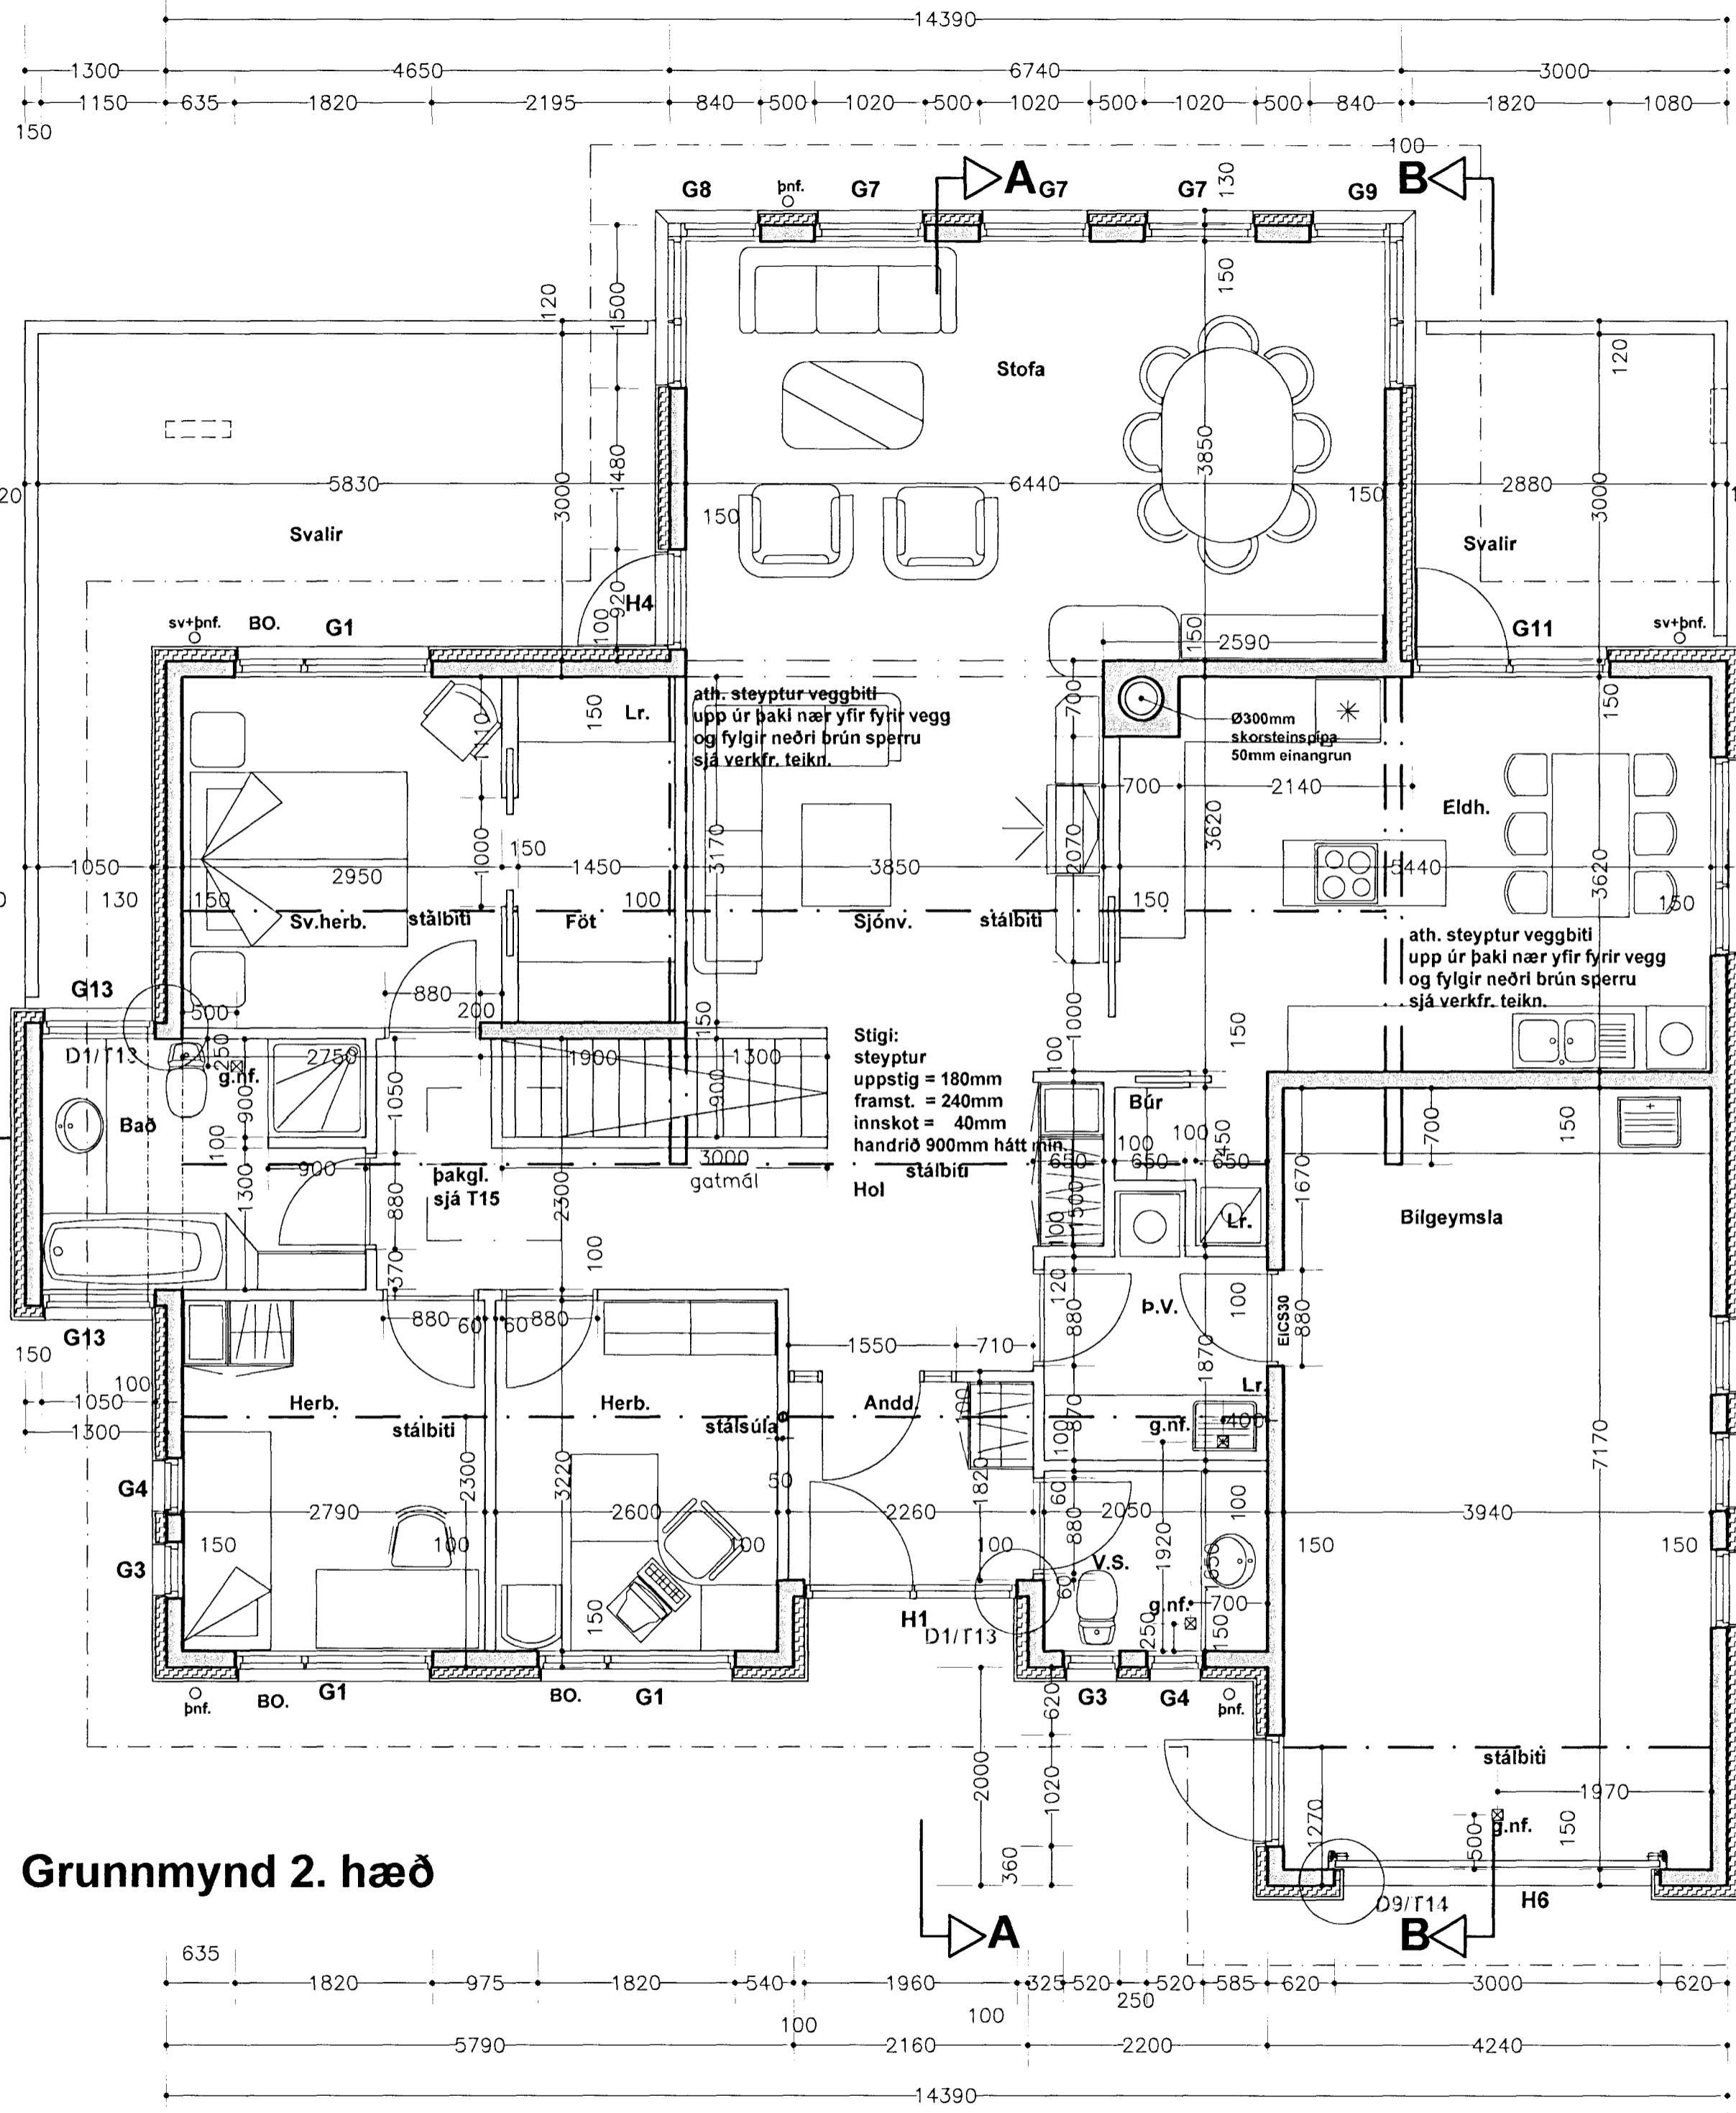 14390
1300 4650 6740 3000
1150 635 1820 2195 840 500 1020 500 1020 500 1020 500 840 1820 1080
150
100
A B
G8 þnf. G7 G7 G7 G9
130
150
120 1500
Stofa
120
1480
3850
5830 3000 6440 150 2880 3000
150
Svalir
Svalir
920
H4
100
sv+þnf. BO. G1
150 2590
G11 sv+þnf.
ath. steyptur veggbiti
upp úr þaki nær yfir fyrir vegg
og fylgir neðri brún sperru
sjá verkfr. teikn.
Lr.
150
1110
700
Ø300mm
skorsteinspípa
50mm einangrun
150
700 2140
Eldh.
1000 150 3170 2070 3620
1050 2950 1450 3850 5440 3620
130 150 100 150 150
Sv.herb. stálbiti Föt Sjónv. stálbiti
ath. steyptur veggbiti
upp úr þaki nær yfir fyrir vegg
og fylgir neðri brún sperru
sjá verkfr. teikn.
G13
880 200
500
150 1000 150
D1/T13 250 2750 1900 1300
g.nf.
Stigi:
steyptur
uppstig = 180mm
framst. = 240mm
innskot = 40mm
handrið 900mm hátt mín.
100
900 1050 900
Bað
100
Búr
100 100 1450
700 150
900 3000 650 650 650
gatmál stálbiti
þakgl.
sjá T15
Hol
1300 880 2300 1500 1670
Lr.
Bílgeymsla
370 100 100
120 880 Þ.V. 100 EICS30 880
G13
880 60 60 880
150
1550 710
1870
100
1050
1300
Herb. Herb. Andd. 100 970 Lr.
stálbiti stálsúla g.nf. 400
G4
2300 3220 50 1820 100 60
7170
2790 2600 2260 880 2050 100 3940
150 100 100 100 1920 150 150
G3
V.S. 1650
60
g.nf. 700
150
H1 D1/T13 250 150
þnf. BO. G1 BO. G1 G3 G4 þnf.
620
2000 1020
stálbiti
1970
1270 500 g.nf. 150
360
Grunnmynd 2. hæð
D9/T14 H6
A B
635
1820 975 1820 540 1960 325 520 520 585 620 3000 620
250
100 100
5790 2160 2200 4240
14390